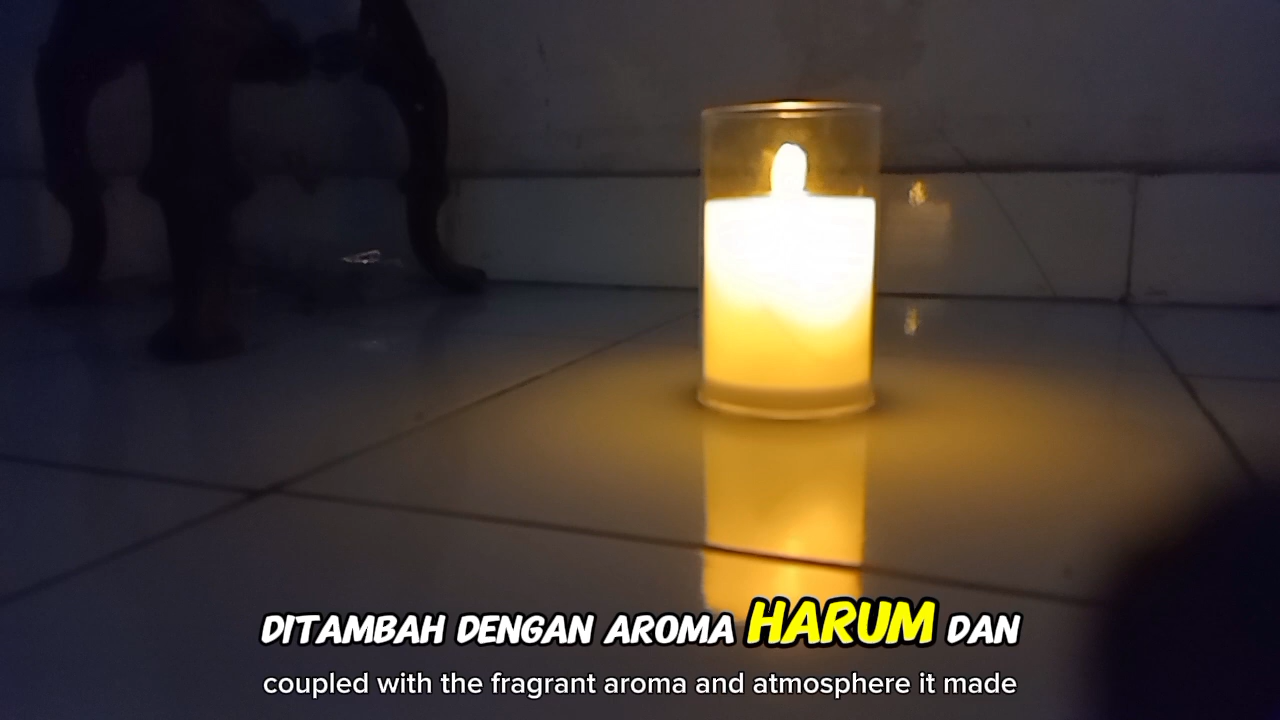 DITAMBAH DENGAN AROMA HARUM DAN
coupled with the fragrant aroma and atmosphere it made